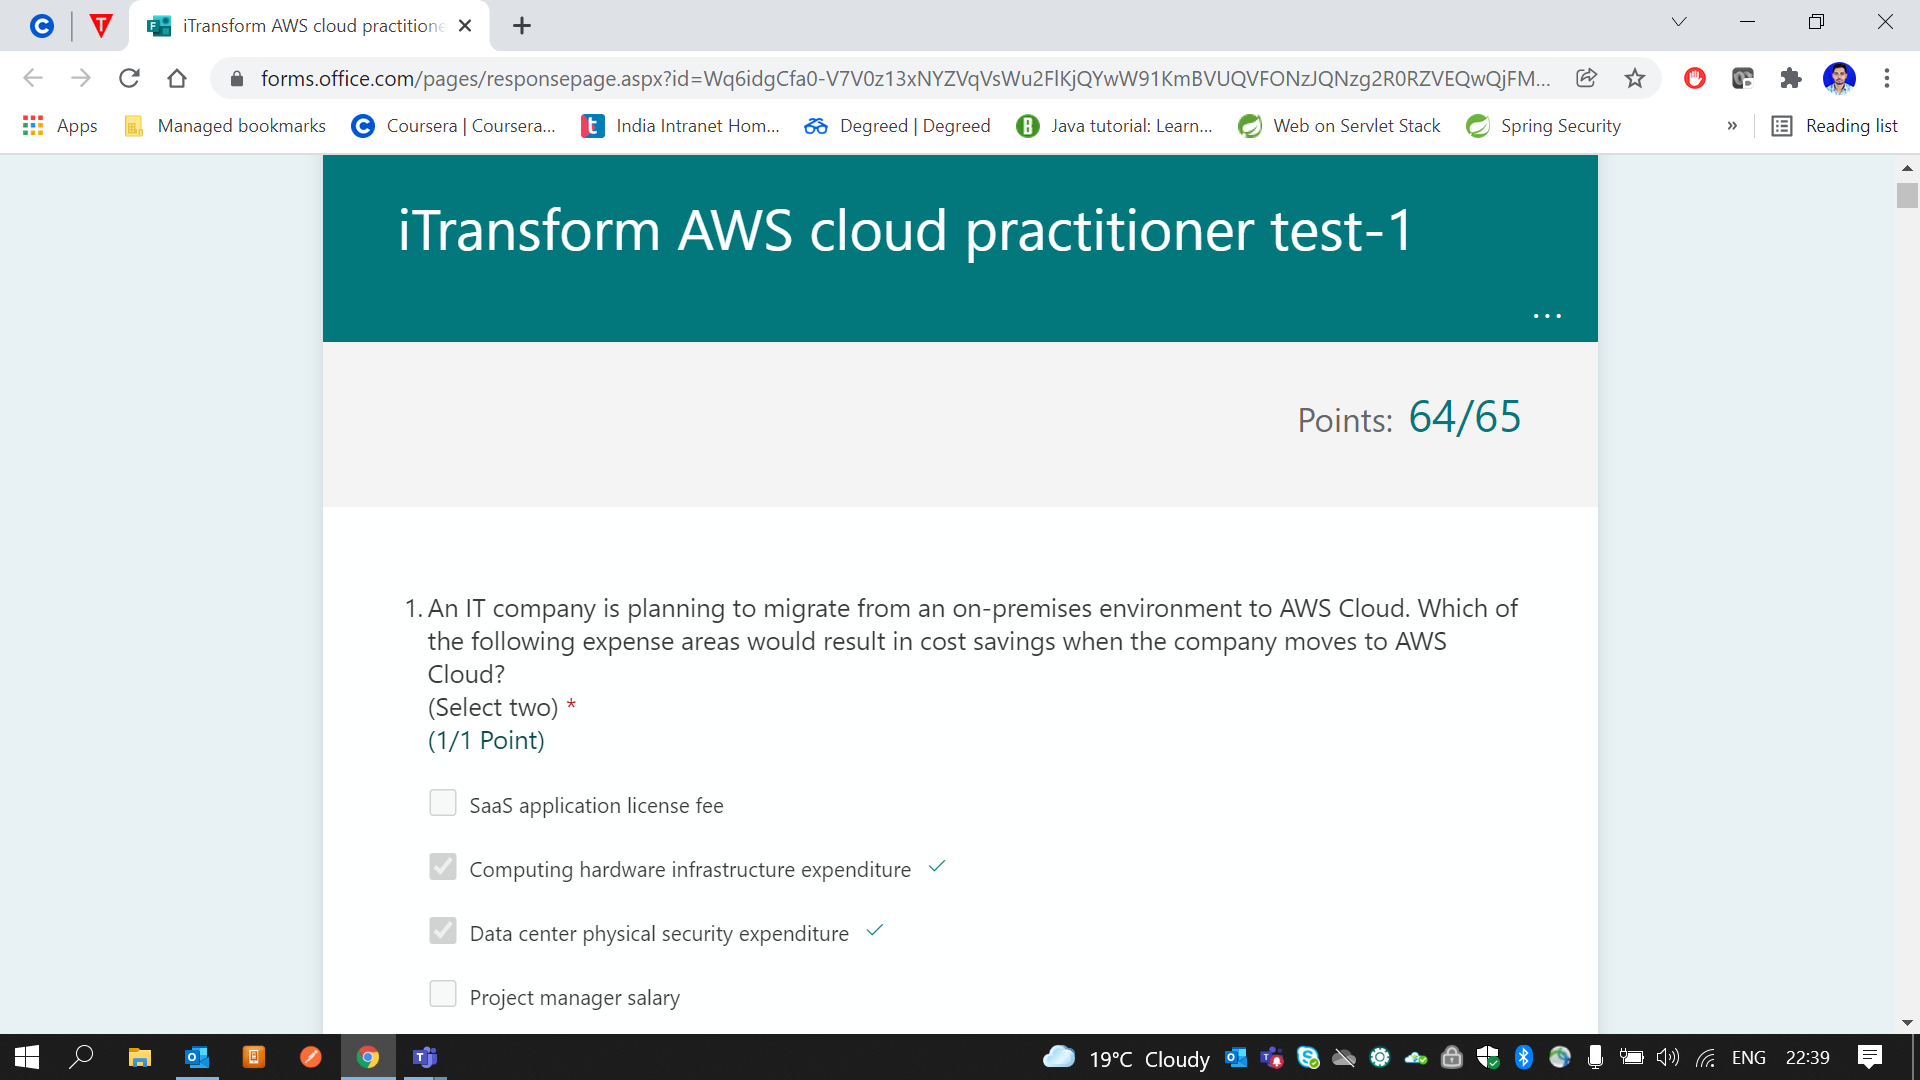 iTransform AWS cloud practitione
forms.office.com/pages/responsepage.aspx?id=Wq6idgCfa0-V7V0z13xNYZVqVsWu2FlKjQYwW91KmBVUQVFONzJQNzg2R0RZVEQwQjFM...
Apps Managed bookmarks Coursera | Coursera... India Intranet Hom... Degreed | Degreed Java tutorial: Learn... Web on Servlet Stack Spring Security » Reading list
iTransform AWS cloud practitioner test-1
...
Points: 64/65
1. An IT company is planning to migrate from an on-premises environment to AWS Cloud. Which of
the following expense areas would result in cost savings when the company moves to AWS
Cloud?
(Select two) *
(1/1 Point)
SaaS application license fee
Computing hardware infrastructure expenditure
Data center physical security expenditure
Project manager salary
19°C Cloudy ENG 22:39